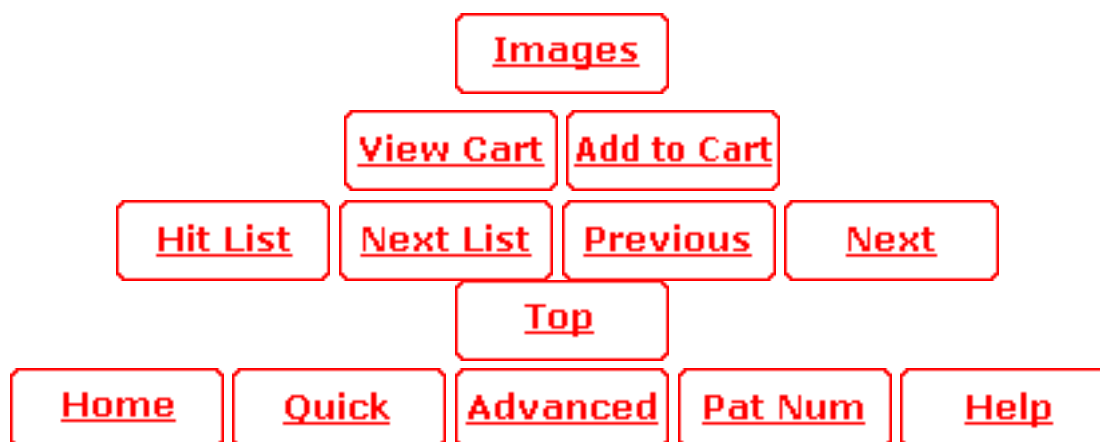 Images
View Cart Add to Cart
Hit List Next List Previous Next
Top
Home Quick Advanced Pat Num Help